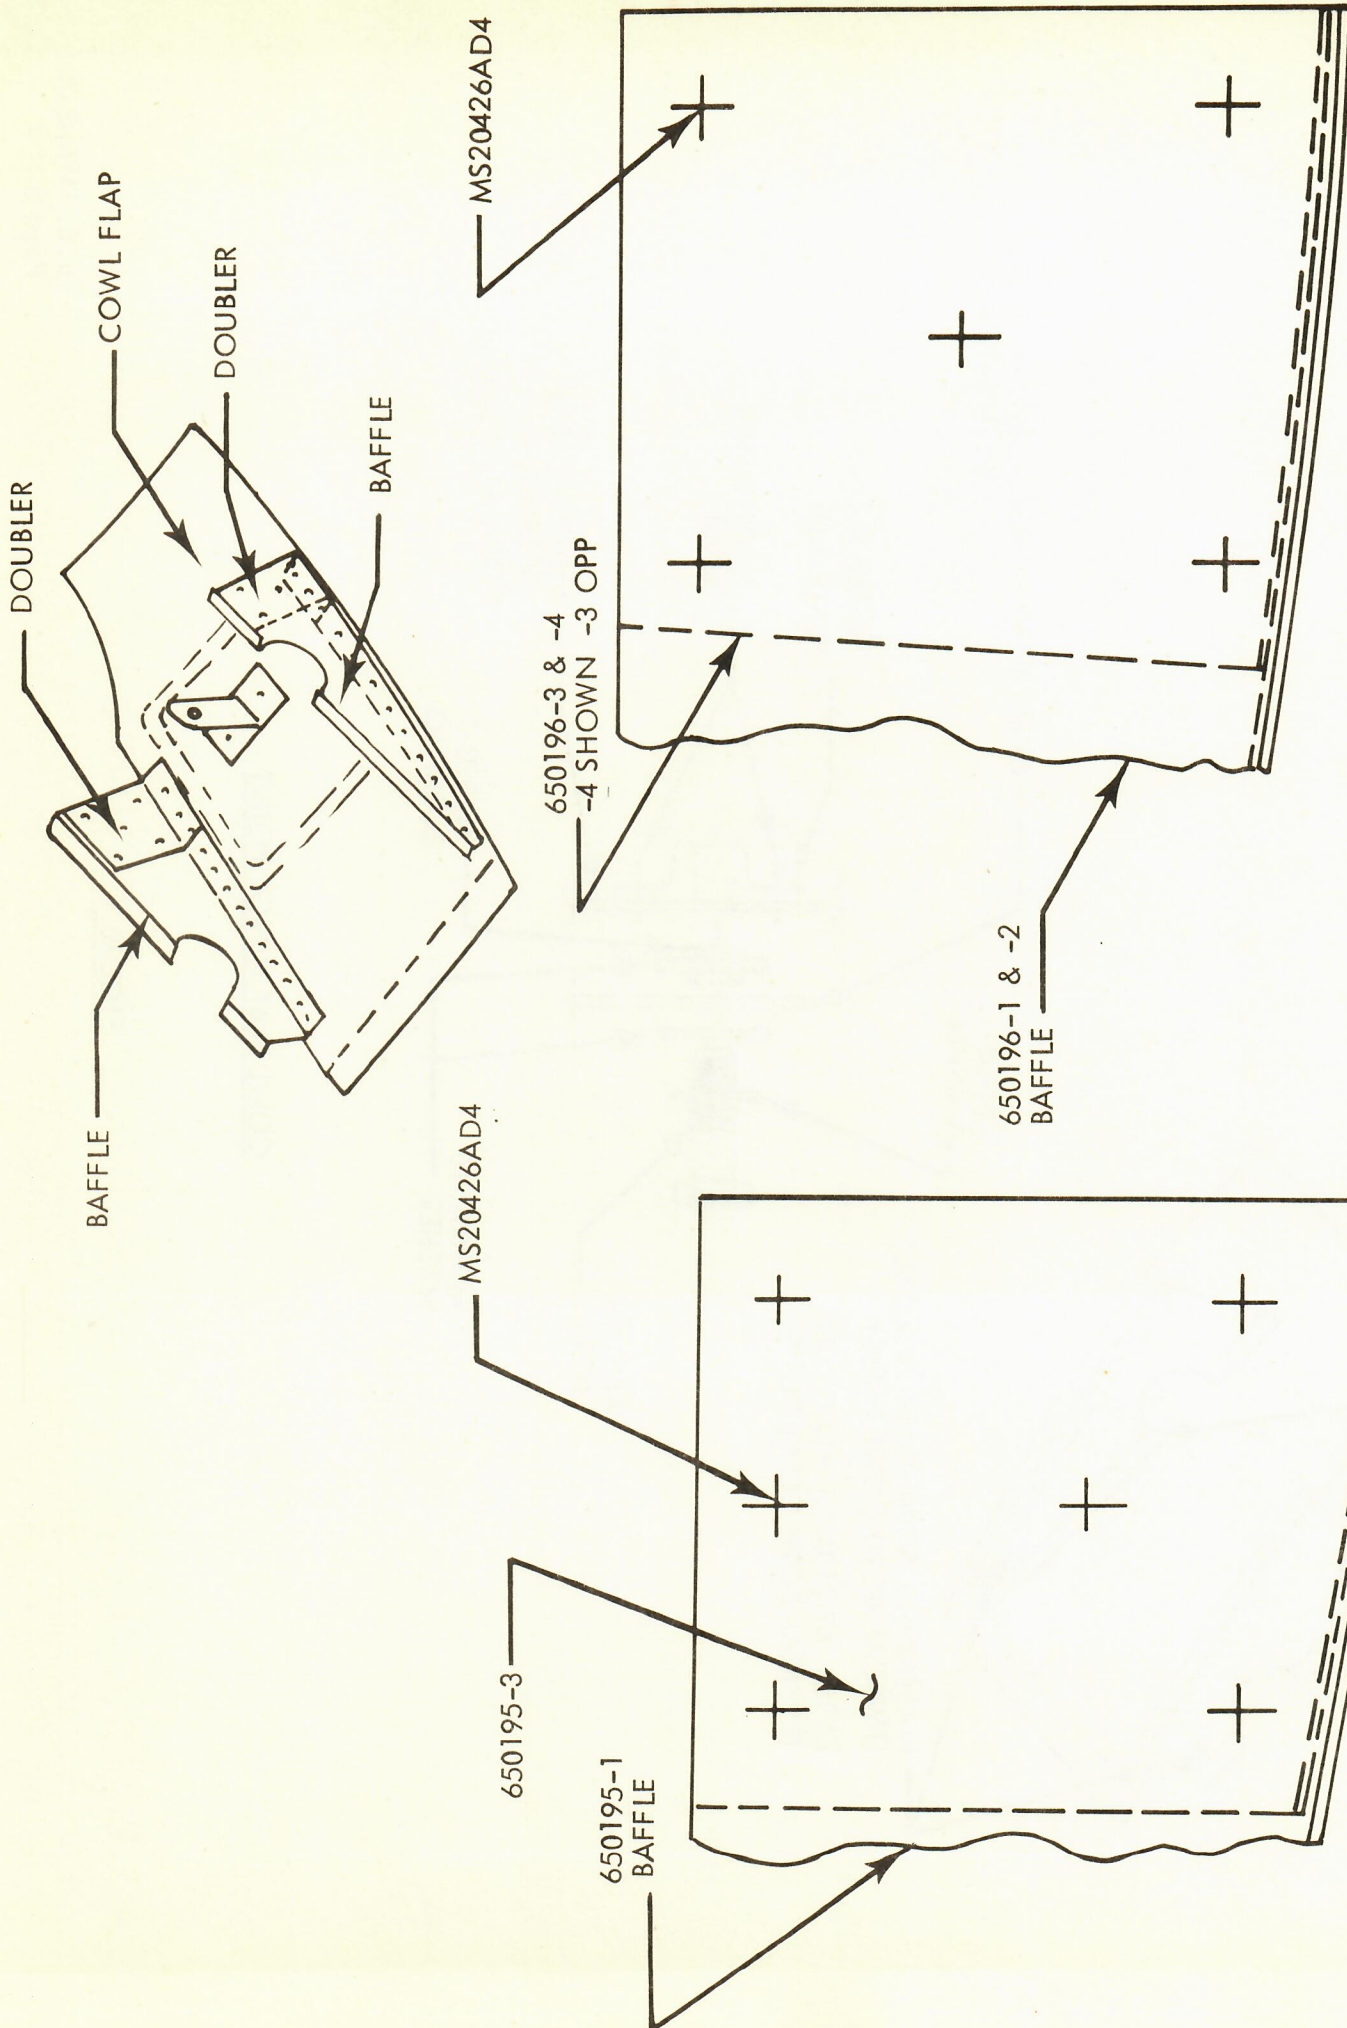 DOUBLER
COWL FLAP
DOUBLER
BAFFLE
BAFFLE
MS20426AD4
650195-3
650195-1
BAFFLE
MS20426AD4
650196-3 & -4
-4 SHOWN -3 OPP
650196-1 & -2
BAFFLE